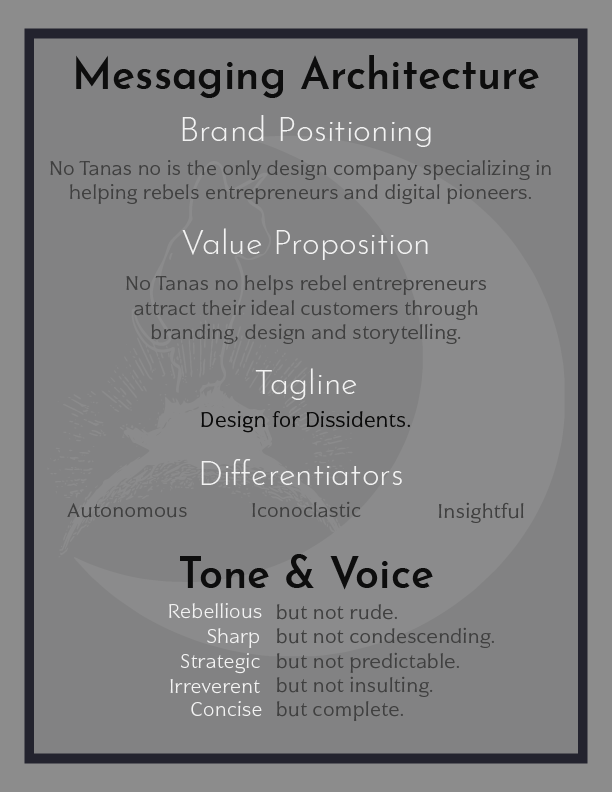 Messaging Architecture
Brand Positioning
No Tanas no is the only design company specializing in
helping rebels entrepreneurs and digital pioneers.
Value Proposition
No Tanas no helps rebel entrepreneurs
attract their ideal customers through
branding, design and storytelling.
Tagline
Design for Dissidents.
Differentiators
Autonomous Iconoclastic Insightful
Tone & Voice
Rebellious but not rude.
Sharp but not condescending.
Strategic but not predictable.
Irreverent but not insulting.
Concise but complete.